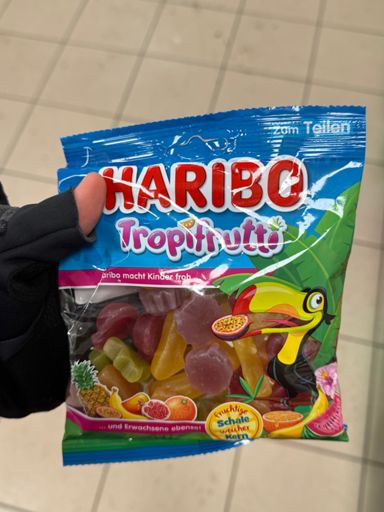 Zum Teilen
HARIBO
Tropifrutti
aribo macht Kinder froh
... und Erwachsene ebenso!
Fruchtige
Schale
weicher
Kern